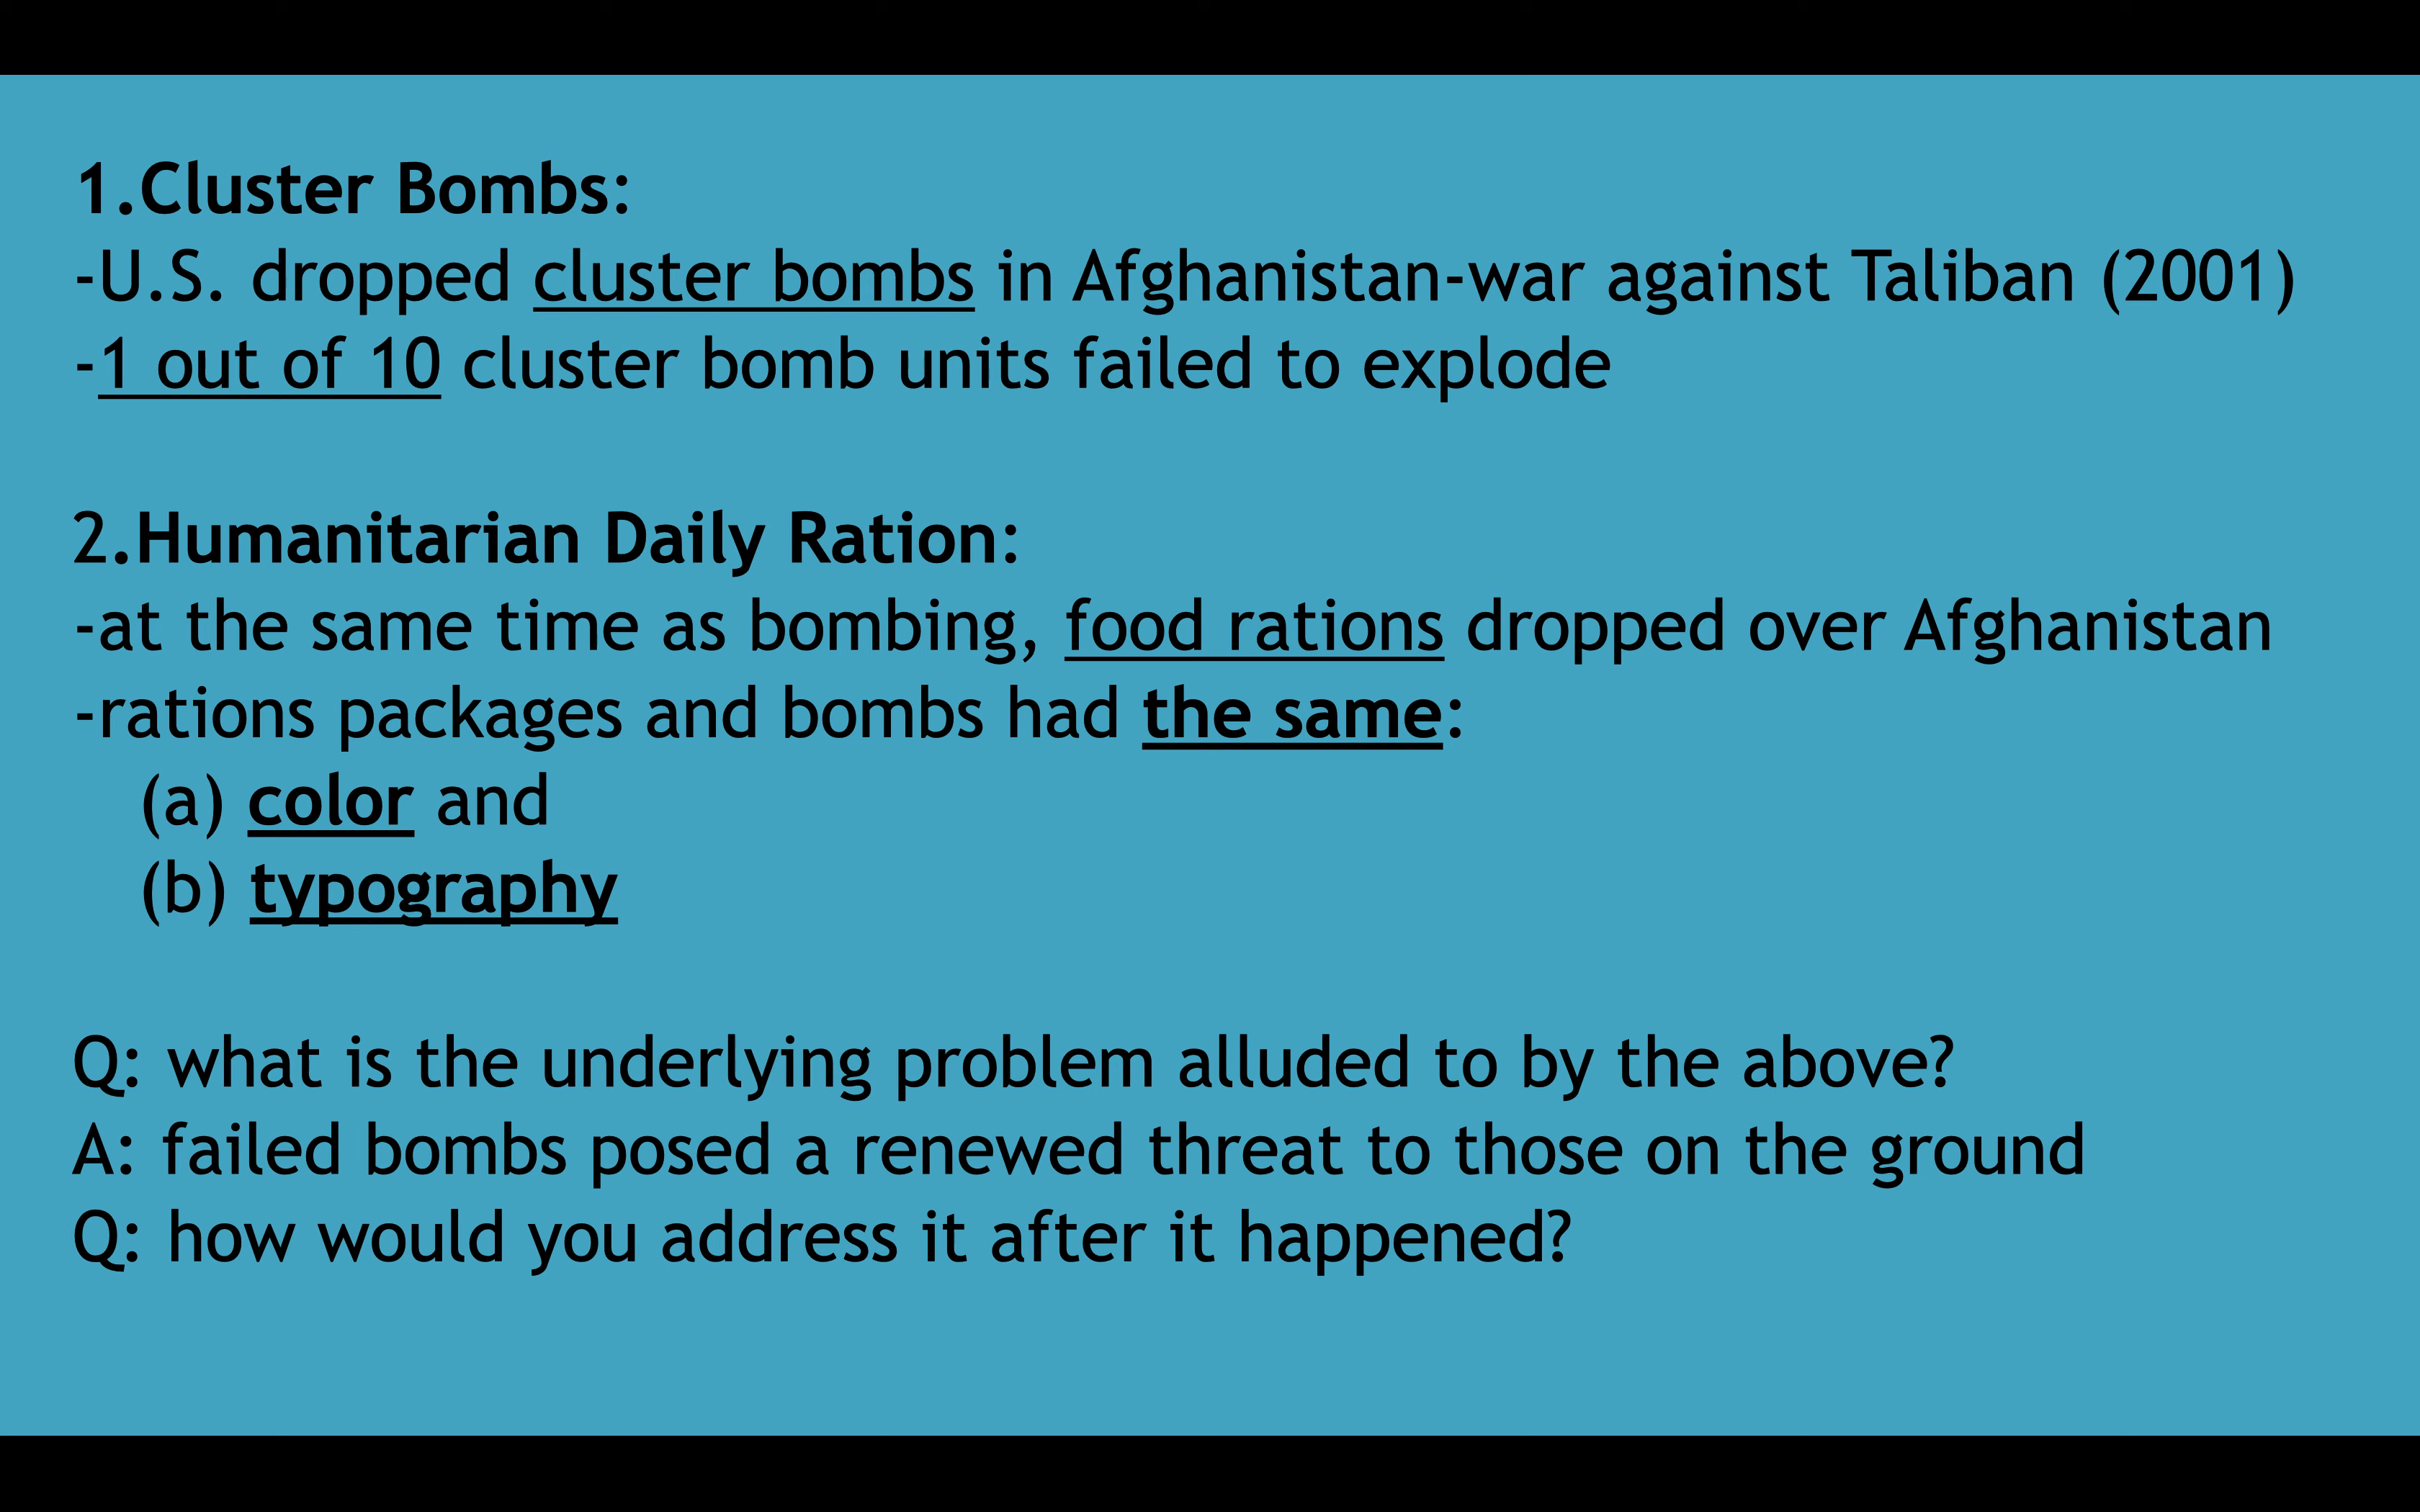 1.Cluster Bombs:
-U.S. dropped cluster bombs in Afghanistan-war against Taliban (2001)
-1 out of 10 cluster bomb units failed to explode
2.Humanitarian Daily Ration:
-at the same time as bombing, food rations dropped over Afghanistan
-rations packages and bombs had the same:
(a) color and
(b) typography
Q: what is the underlying problem alluded to by the above?
A: failed bombs posed a renewed threat to those on the ground
Q: how would you address it after it happened?